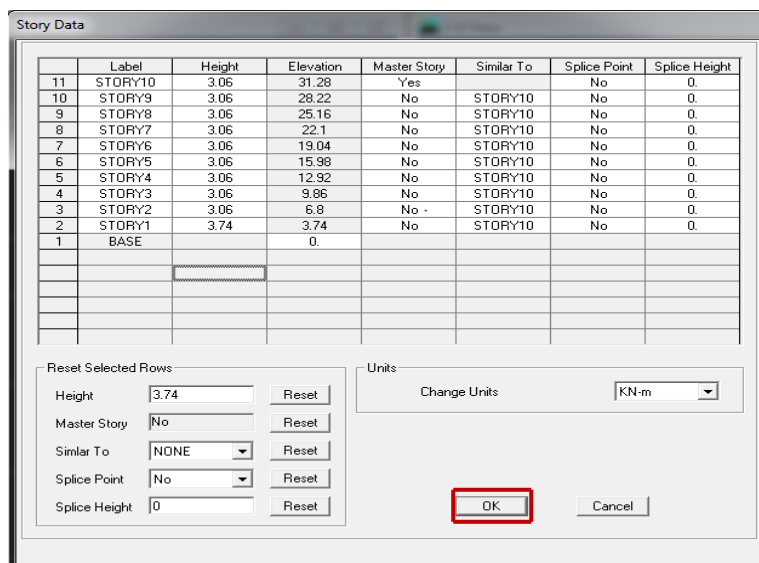 Story Data
Label Height Elevation Master Story Similar To Splice Point Splice Height
11 STORY10 3.06 31.28 Yes No 0.
10 STORY9 3.06 28.22 No STORY10 No 0.
9 STORY8 3.06 25.16 No STORY10 No 0.
8 STORY7 3.06 22.1 No STORY10 No 0.
7 STORY6 3.06 19.04 No STORY10 No 0.
6 STORY5 3.06 15.98 No STORY10 No 0.
5 STORY4 3.06 12.92 No STORY10 No 0.
4 STORY3 3.06 9.86 No STORY10 No 0.
3 STORY2 3.06 6.8 No STORY10 No 0.
2 STORY1 3.74 3.74 No STORY10 No 0.
1 BASE 0.
Reset Selected Rows
Height 3.74 Reset
Master Story No Reset
Simlar To NONE Reset
Splice Point No Reset
Splice Height 0 Reset
Units
Change Units KN-m
OK Cancel